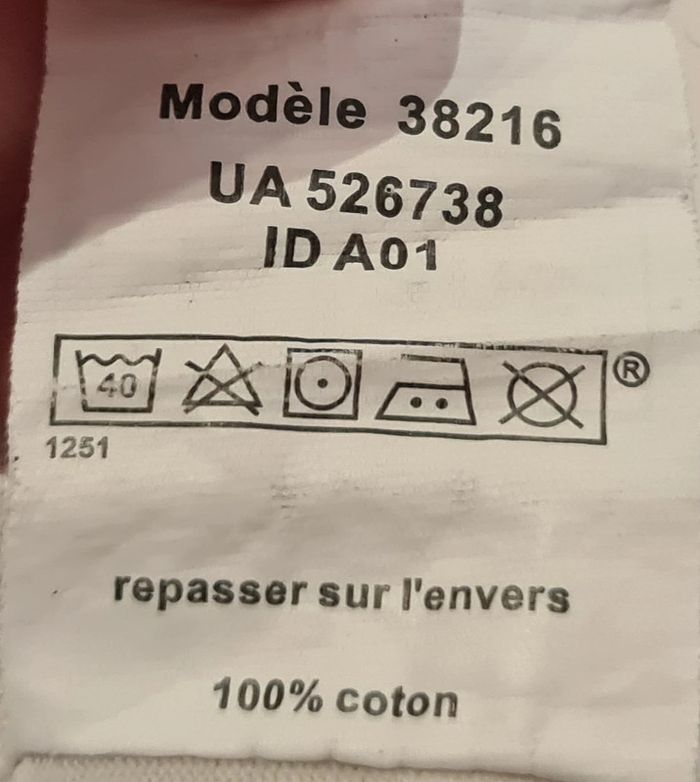 Modèle 38216
UA 526738
ID A01
40
®
1251
repasser sur l'envers
100% coton